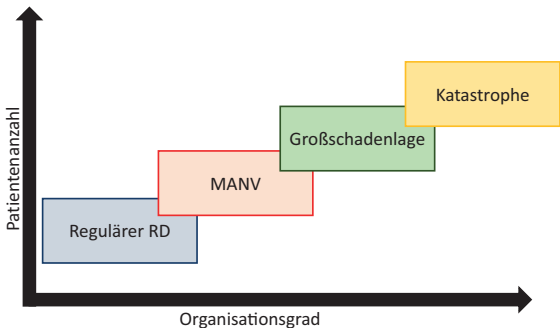 Katastrophe
Großschadenlage
MANV
Regulärer RD
Patientenanzahl
Organisationsgrad